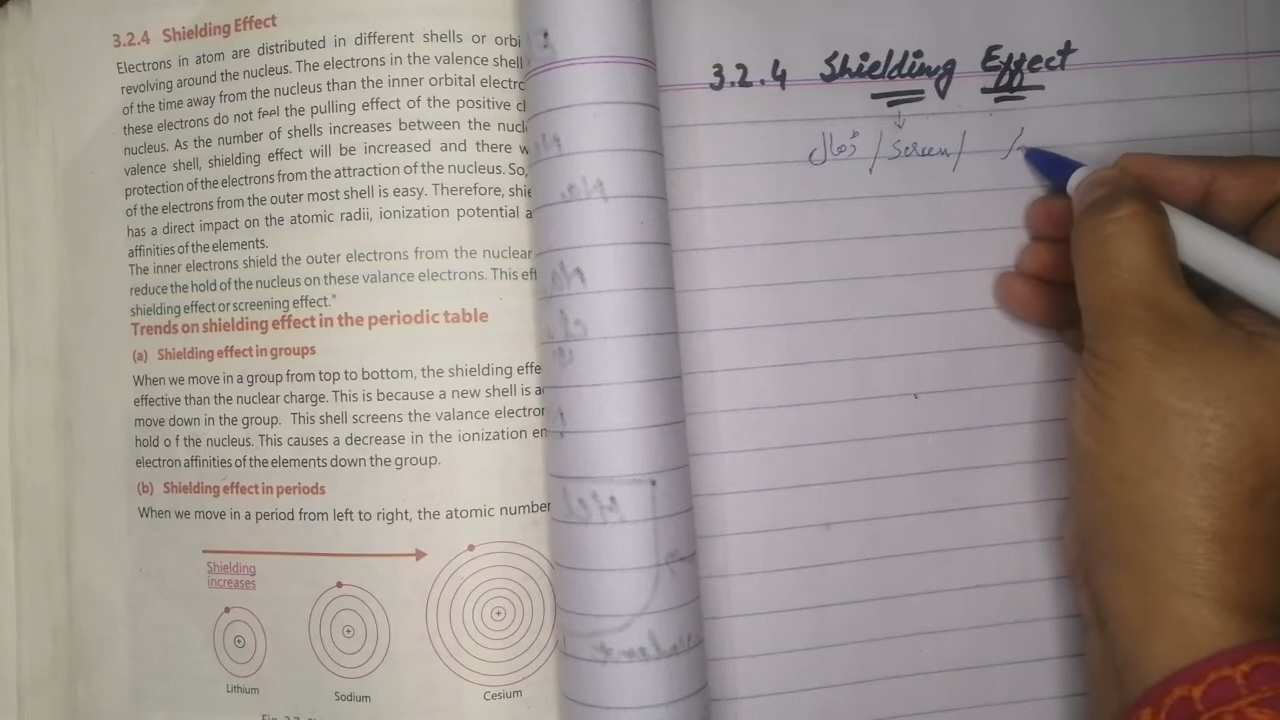 3.2.4 Shielding Effect
Electrons in atom are distributed in different shells or orbi
revolving around the nucleus. The electrons in the valence shell
of the time away from the nucleus than the inner orbital electro
these electrons do not feel the pulling effect of the positive cl
nucleus. As the number of shells increases between the nucl
valence shell, shielding effect will be increased and there w
protection of the electrons from the attraction of the nucleus. So,
of the electrons from the outer most shell is easy. Therefore, shie
has a direct impact on the atomic radii, ionization potential a
affinities of the elements.
The inner electrons shield the outer electrons from the nuclear
reduce the hold of the nucleus on these valance electrons. This eff
shielding effect or screening effect."
Trends on shielding effect in the periodic table
(a) Shielding effect in groups
When we move in a group from top to bottom, the shielding effe
effective than the nuclear charge. This is because a new shell is a
move down in the group. This shell screens the valance electror
hold o f the nucleus. This causes a decrease in the ionization en
electron affinities of the elements down the group.
(b) Shielding effect in periods
When we move in a period from left to right, the atomic number
Shielding
increases
Lithium
Sodium
Cesium
3.2.4 Shielding Effect
ڈھال / Screen /